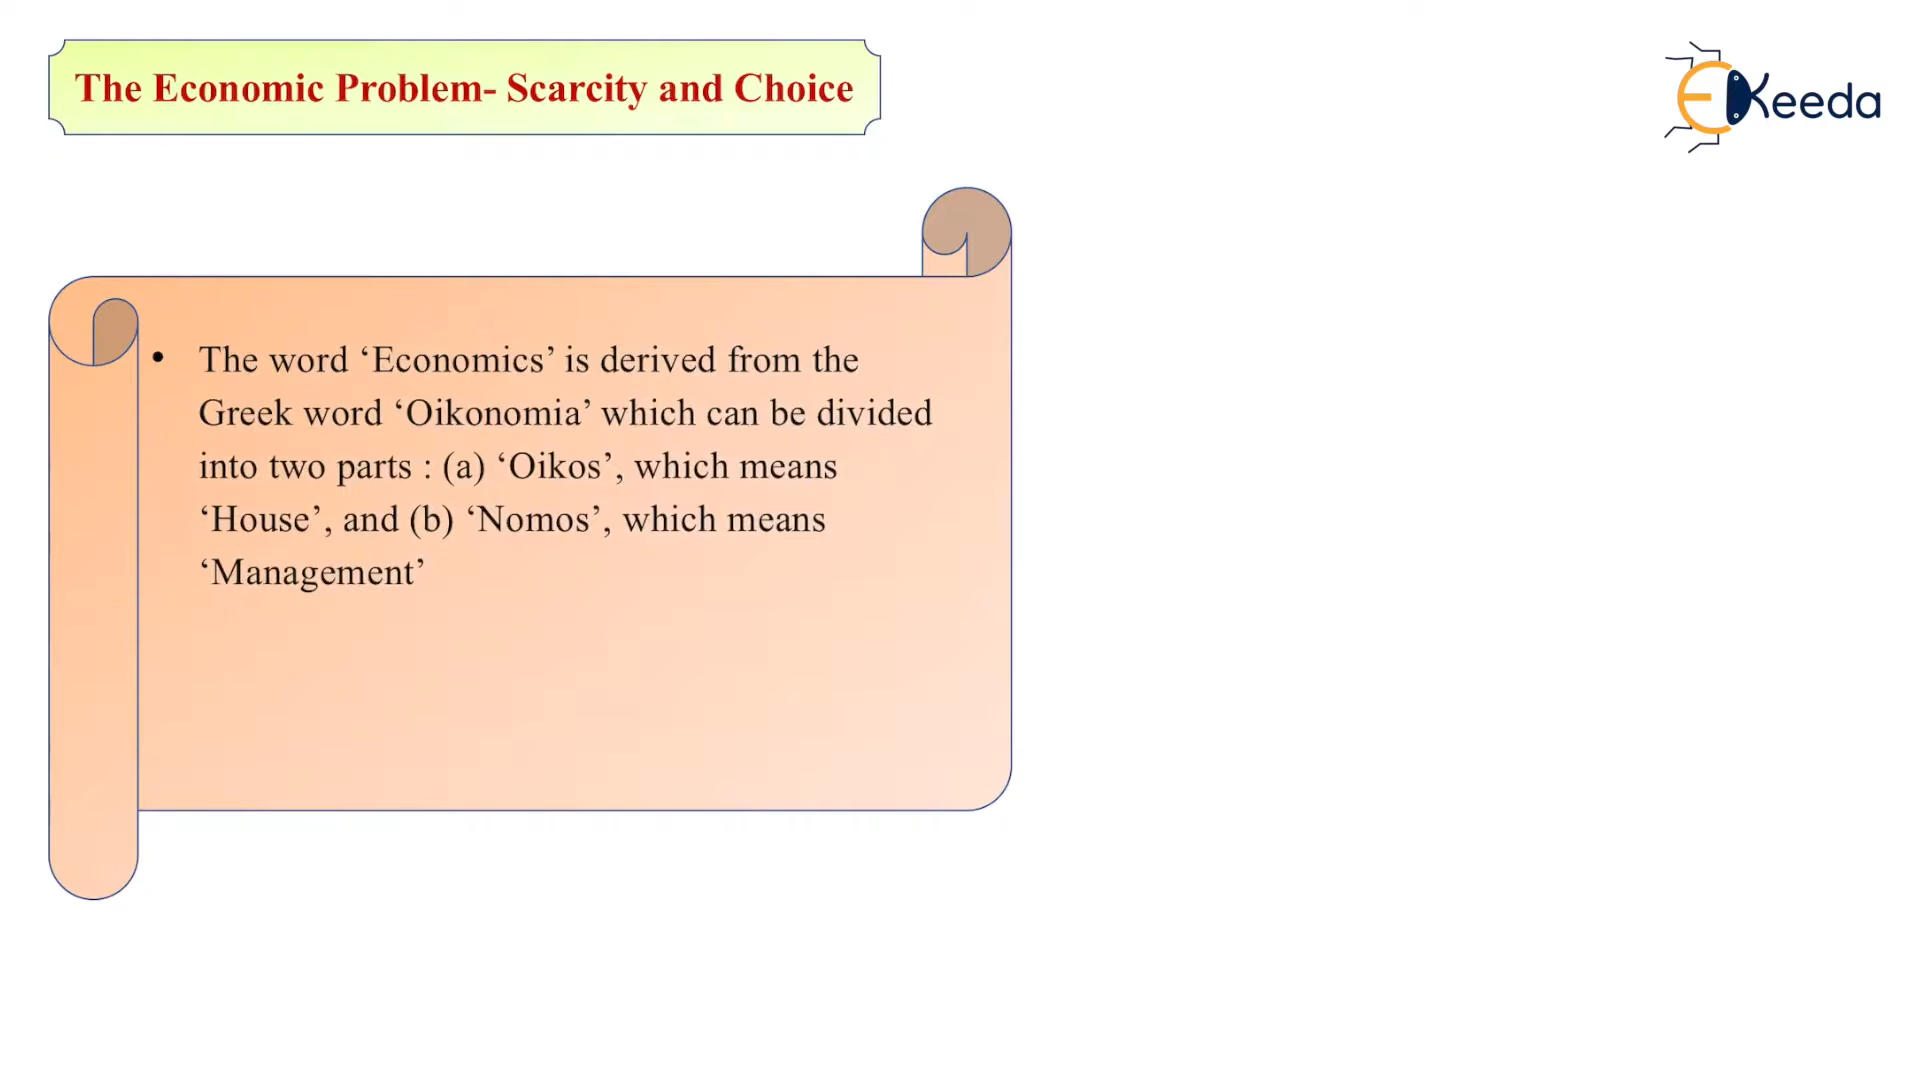 The Economic Problem- Scarcity and Choice
EKeeda
• The word ‘Economics’ is derived from the
Greek word ‘Oikonomia’ which can be divided
into two parts : (a) ‘Oikos’, which means
‘House’, and (b) ‘Nomos’, which means
‘Management’